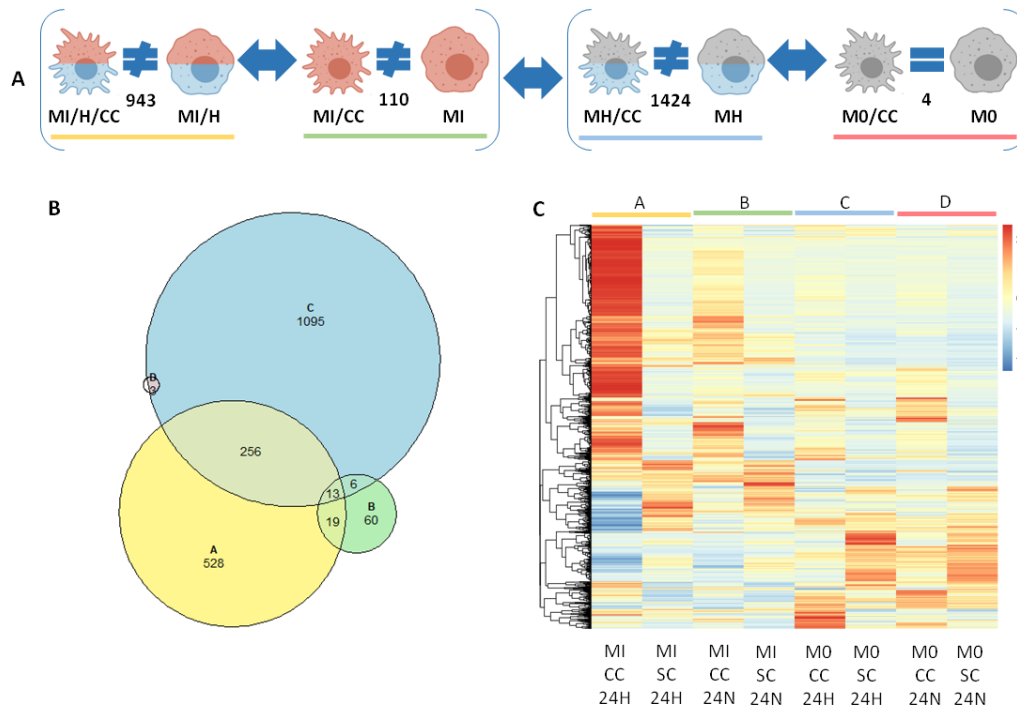 A
943
MI/H/CC
MI/H
110
MI/CC
MI
1424
MH/CC
MH
4
M0/CC
M0
B
C
1095
D
3
256
6
13
B
60
19
A
528
C
A B C D
MI MI MI MI M0 M0 M0 M0
CC SC CC SC CC SC CC SC
24H 24H 24N 24N 24H 24H 24N 24N